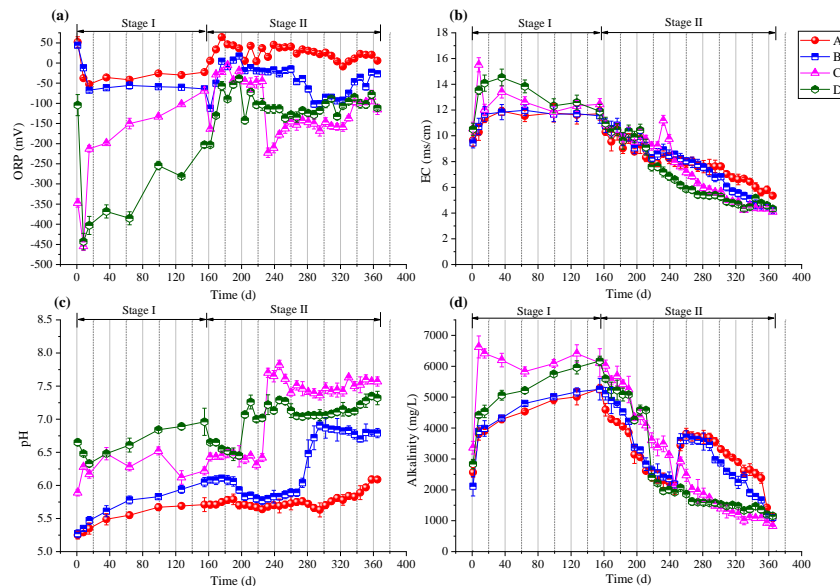 (a)
Stage I
Stage II
100
50
0
-50
-100
-150
-200
-250
-300
-350
-400
-450
-500
ORP (mV)
0 40 80 120 160 200 240 280 320 360 400
Time (d)
(b)
Stage I
Stage II
18
16
14
12
10
8
6
4
2
0
EC (ms/cm)
0 40 80 120 160 200 240 280 320 360 400
Time (d)
A
B
C
D
(c)
Stage I
Stage II
8.5
8.0
7.5
7.0
6.5
6.0
5.5
5.0
pH
0 40 80 120 160 200 240 280 320 360 400
Time (d)
(d)
Stage I
Stage II
7000
6000
5000
4000
3000
2000
1000
0
Alkalinity (mg/L)
0 40 80 120 160 200 240 280 320 360 400
Time (d)